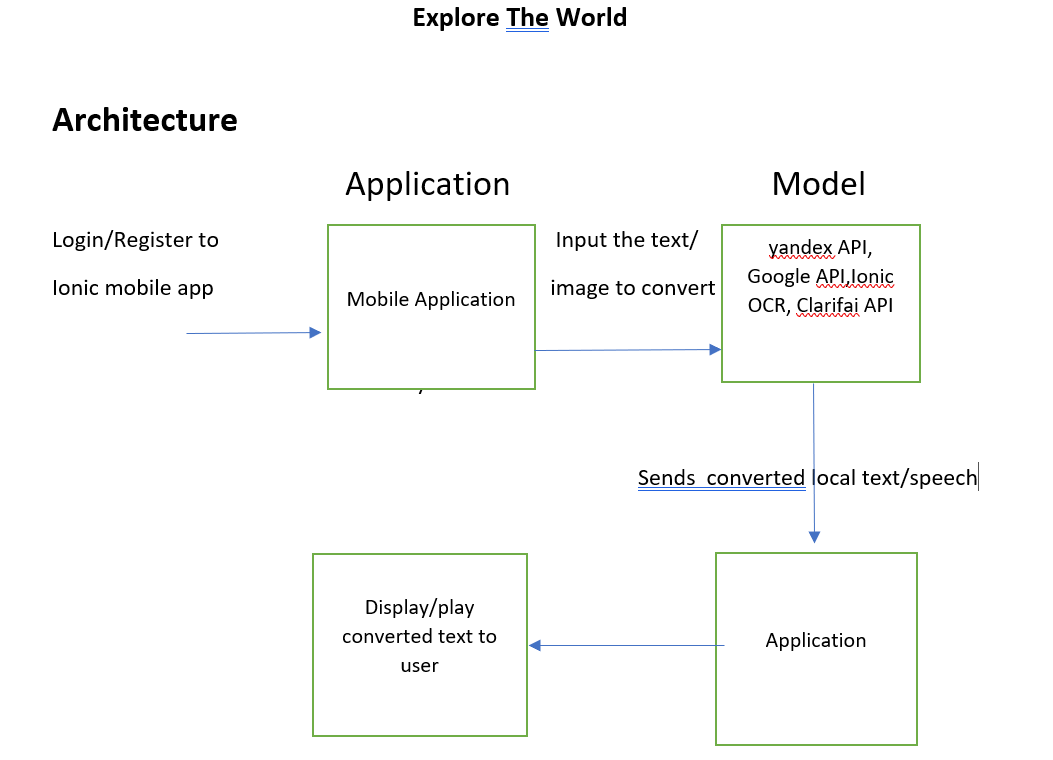 Explore The World
Architecture
Application
Model
Login/Register to
Ionic mobile app
Mobile Application
Input the text/
image to convert
yandex API,
Google API,Ionic
OCR, Clarifai API
Sends  converted local text/speech
Display/play
converted text to
user
Application